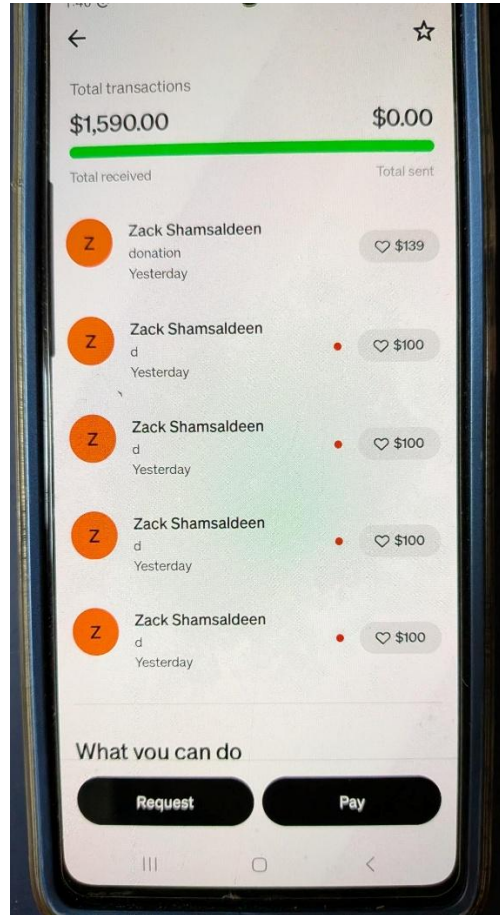 Total transactions
$1,590.00 $0.00
Total received Total sent
Z
Zack Shamsaldeen
donation
Yesterday
$139
Z
Zack Shamsaldeen
d
Yesterday
$100
Z
Zack Shamsaldeen
d
Yesterday
$100
Z
Zack Shamsaldeen
d
Yesterday
$100
Z
Zack Shamsaldeen
d
Yesterday
$100
What you can do
Request Pay